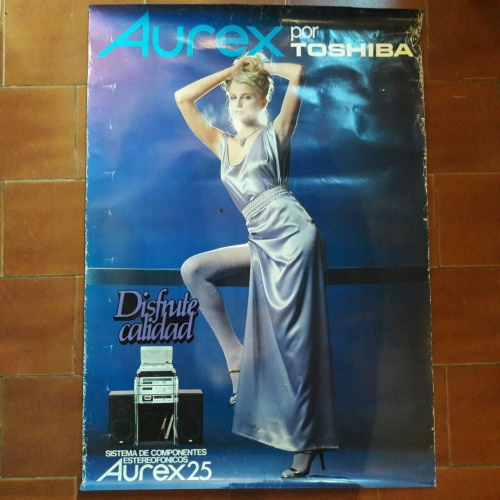 Aurex por
TOSHIBA
Disfrute
calidad
SISTEMA DE COMPONENTES
ESTEREOFONICOS
Aurex25